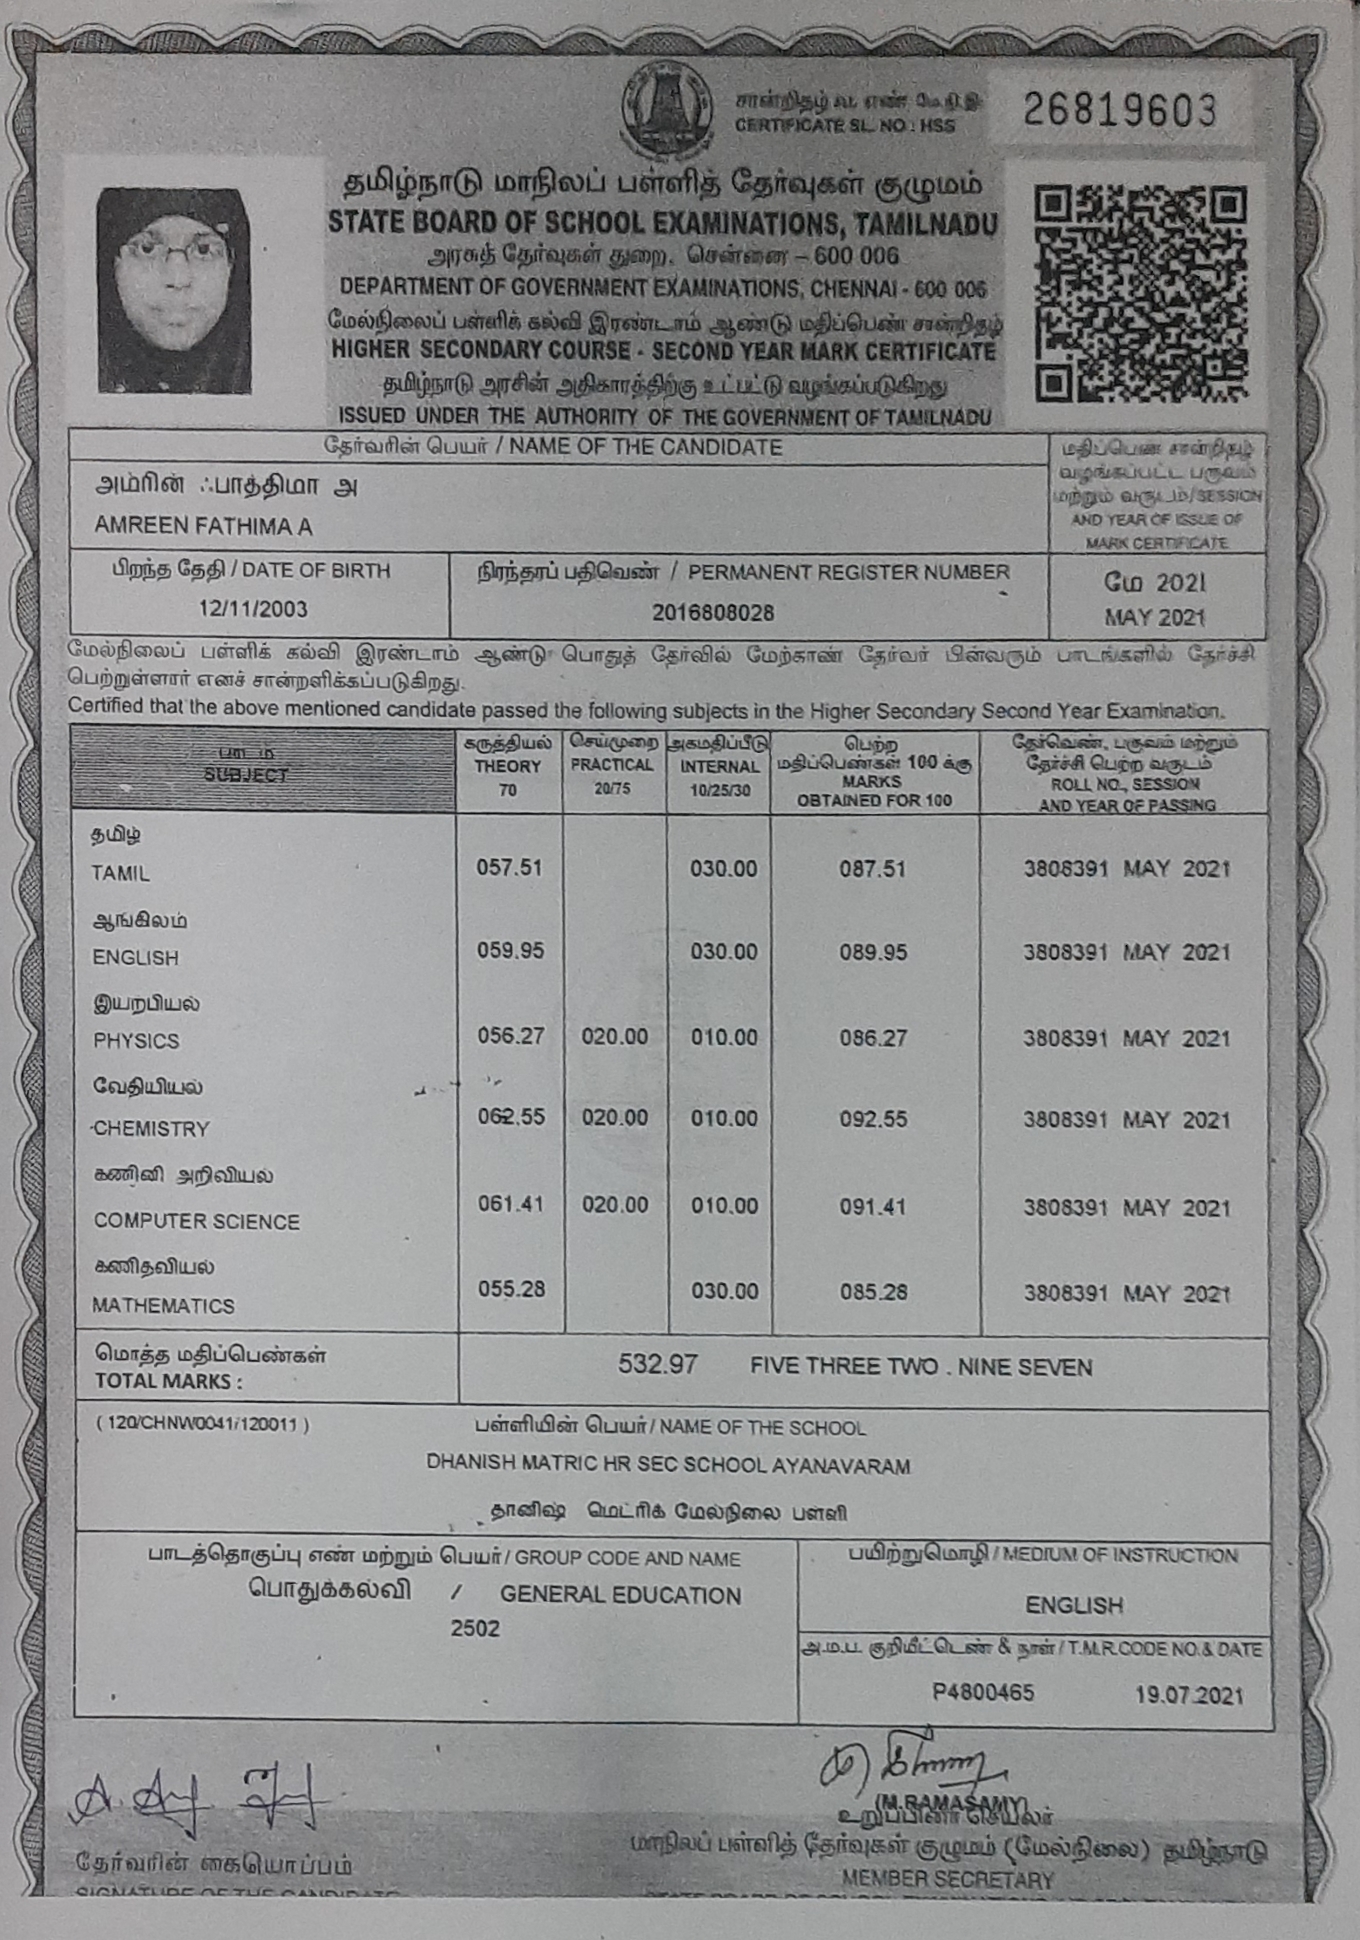 சான்றிதழ் வ. எண். மே.நி.இ.
CERTIFICATE SL. NO : HSS
26819603
தமிழ்நாடு மாநிலப் பள்ளித் தேர்வுகள் குழுமம்
STATE BOARD OF SCHOOL EXAMINATIONS, TAMILNADU
அரசுத் தேர்வுகள் துறை, சென்னை – 600 006
DEPARTMENT OF GOVERNMENT EXAMINATIONS, CHENNAI - 600 006
மேல்நிலைப் பள்ளிக் கல்வி இரண்டாம் ஆண்டு மதிப்பெண் சான்றிதழ்
HIGHER SECONDARY COURSE - SECOND YEAR MARK CERTIFICATE
தமிழ்நாடு அரசின் அதிகாரத்திற்கு உட்பட்டு வழங்கப்படுகிறது
ISSUED UNDER THE AUTHORITY OF THE GOVERNMENT OF TAMILNADU
தேர்வரின் பெயர் / NAME OF THE CANDIDATE
அம்ரின் ஃபாத்திமா அ
AMREEN FATHIMA A
மதிப்பெண் சான்றிதழ்
வழங்கப்பட்ட பருவம்
மற்றும் வருடம்/SESSION
AND YEAR OF ISSUE OF
MARK CERTIFICATE
பிறந்த தேதி / DATE OF BIRTH
12/11/2003
நிரந்தரப் பதிவெண் / PERMANENT REGISTER NUMBER
2016808028
மே 2021
MAY 2021
மேல்நிலைப் பள்ளிக் கல்வி இரண்டாம் ஆண்டு பொதுத் தேர்வில் மேற்காண் தேர்வர் பின்வரும் பாடங்களில் தேர்ச்சி
பெற்றுள்ளார் எனச் சான்றளிக்கப்படுகிறது.
Certified that the above mentioned candidate passed the following subjects in the Higher Secondary Second Year Examination.
பாடம்
SUBJECT
கருத்தியல்
THEORY
70
செய்முறை
PRACTICAL
20/75
அகமதிப்பீடு
INTERNAL
10/25/30
பெற்ற
மதிப்பெண்கள் 100 க்கு
MARKS
OBTAINED FOR 100
தேர்வெண், பருவம் மற்றும்
தேர்ச்சி பெற்ற வருடம்
ROLL NO., SESSION
AND YEAR OF PASSING
தமிழ்
TAMIL 057.51 030.00 087.51 3808391 MAY 2021
ஆங்கிலம்
ENGLISH 059.95 030.00 089.95 3808391 MAY 2021
இயற்பியல்
PHYSICS 056.27 020.00 010.00 086.27 3808391 MAY 2021
வேதியியல்
CHEMISTRY 062.55 020.00 010.00 092.55 3808391 MAY 2021
கணினி அறிவியல்
COMPUTER SCIENCE 061.41 020.00 010.00 091.41 3808391 MAY 2021
கணிதவியல்
MATHEMATICS 055.28 030.00 085.28 3808391 MAY 2021
மொத்த மதிப்பெண்கள்
TOTAL MARKS :
532.97 FIVE THREE TWO . NINE SEVEN
( 120/CHNW0041/120011 )
பள்ளியின் பெயர் / NAME OF THE SCHOOL
DHANISH MATRIC HR SEC SCHOOL AYANAVARAM
தானிஷ் மெட்ரிக் மேல்நிலை பள்ளி
பாடத்தொகுப்பு எண் மற்றும் பெயர் / GROUP CODE AND NAME
பொதுக்கல்வி / GENERAL EDUCATION
2502
பயிற்றுமொழி / MEDIUM OF INSTRUCTION
ENGLISH
அ.ம.ப. குறியீட்டெண் & நாள் / T.M.R.CODE NO.& DATE
P4800465 19.07.2021
(M.RAMASAMY)
உறுப்பினர் செயலர்
மாநிலப் பள்ளித் தேர்வுகள் குழுமம் (மேல்நிலை) தமிழ்நாடு
MEMBER SECRETARY
தேர்வரின் கையொப்பம்
SIGNATURE OF THE CANDIDATE